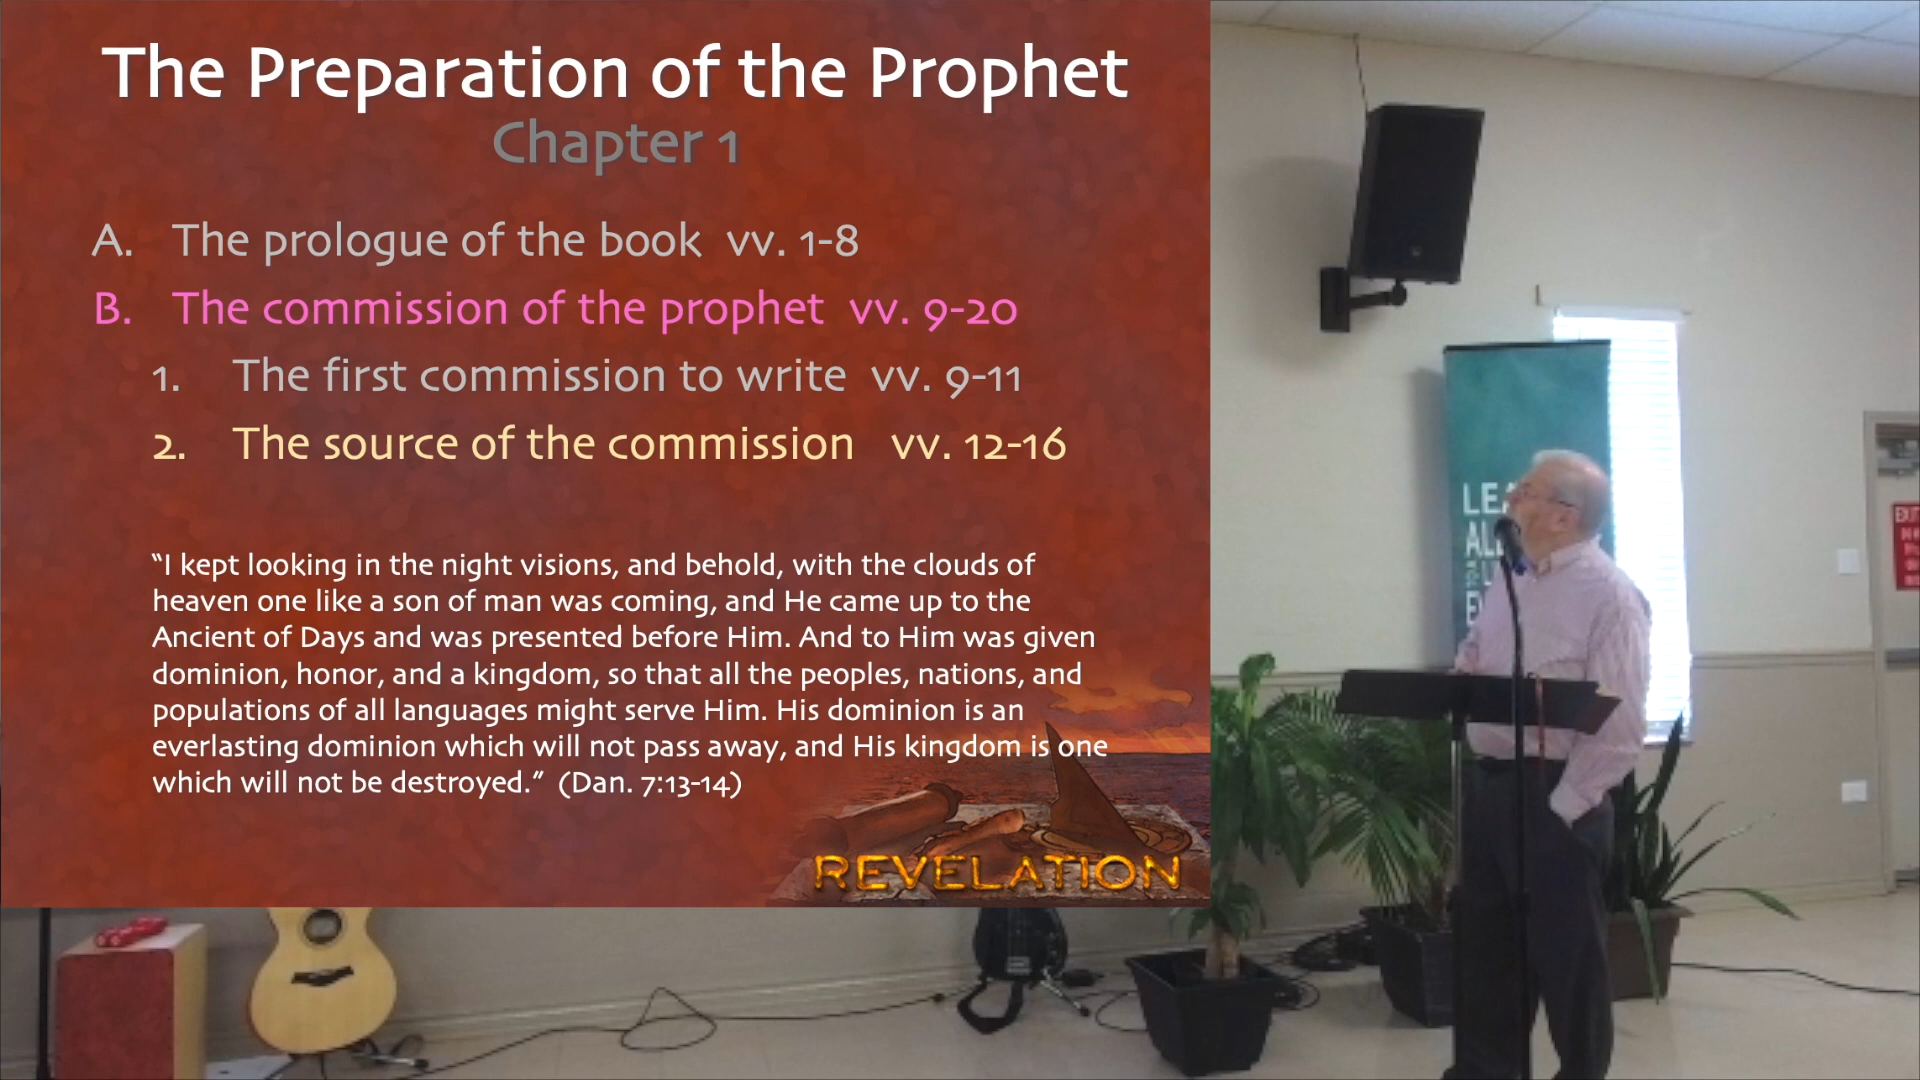 The Preparation of the Prophet
Chapter 1
A. The prologue of the book vv. 1-8
B. The commission of the prophet vv. 9-20
1. The first commission to write vv. 9-11
2. The source of the commission vv. 12-16
“I kept looking in the night visions, and behold, with the clouds of
heaven one like a son of man was coming, and He came up to the
Ancient of Days and was presented before Him. And to Him was given
dominion, honor, and a kingdom, so that all the peoples, nations, and
populations of all languages might serve Him. His dominion is an
everlasting dominion which will not pass away, and His kingdom is one
which will not be destroyed.” (Dan. 7:13-14)
REVELATION